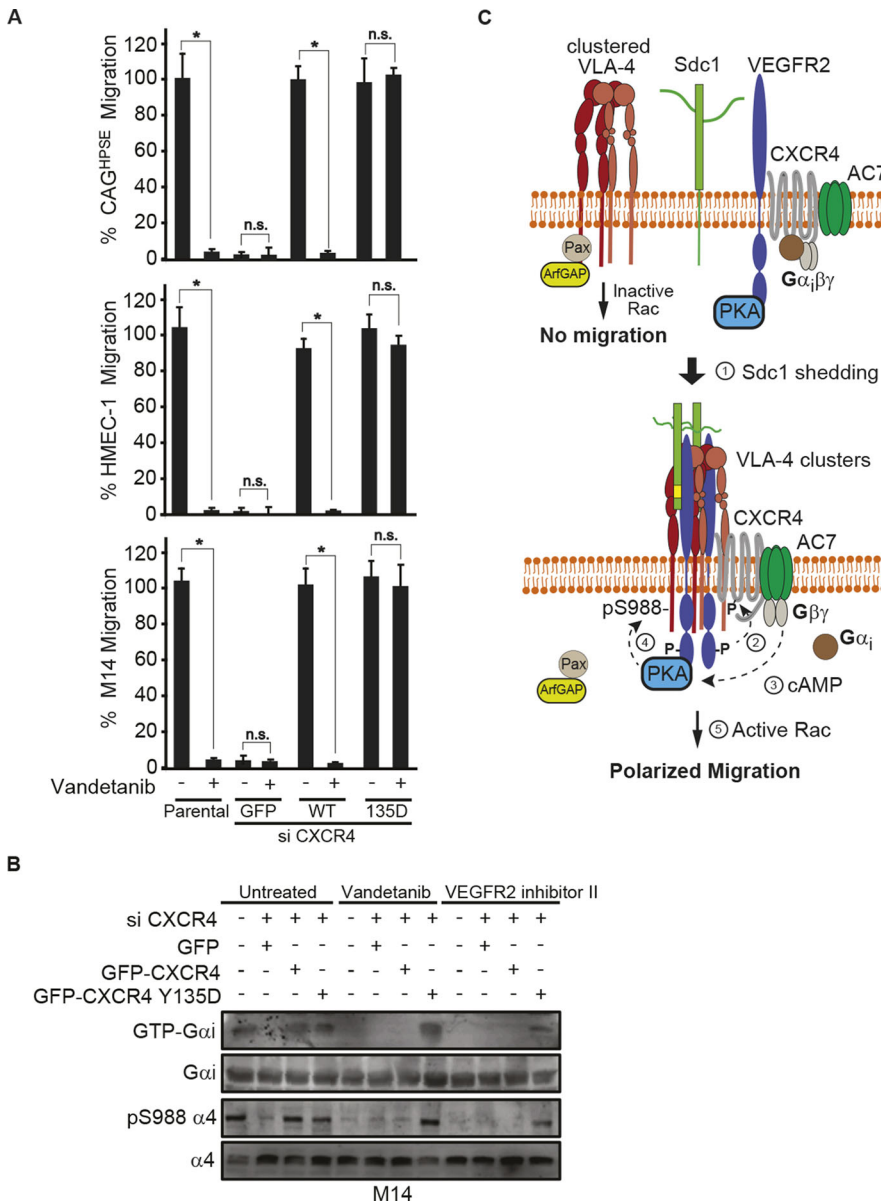 A
% CAG^HPSE Migration
120
100
80
60
40
20
0
*
n.s.
*
n.s.
% HMEC-1 Migration
120
100
80
60
40
20
0
*
n.s.
*
n.s.
% M14 Migration
120
100
80
60
40
20
0
*
n.s.
*
n.s.
Vandetanib - + - + - + - +
Parental GFP WT 135D
si CXCR4
C
clustered
VLA-4
Sdc1
VEGFR2
CXCR4
AC7
Pax
ArfGAP
Gαiβγ
PKA
Inactive
Rac
No migration
1 Sdc1 shedding
VLA-4 clusters
CXCR4
AC7
pS988-
P
Gβγ
Gαi
4
P-
-P
2
PKA
3 cAMP
Pax
ArfGAP
5 Active Rac
Polarized Migration
B
Untreated Vandetanib VEGFR2 inhibitor II
si CXCR4 - + + + - + + + - + + +
GFP - + - - - + - - - + - -
GFP-CXCR4 - - + - - - + - - - + -
GFP-CXCR4 Y135D - - - + - - - + - - - +
GTP-Gαi
Gαi
pS988 α4
α4
M14